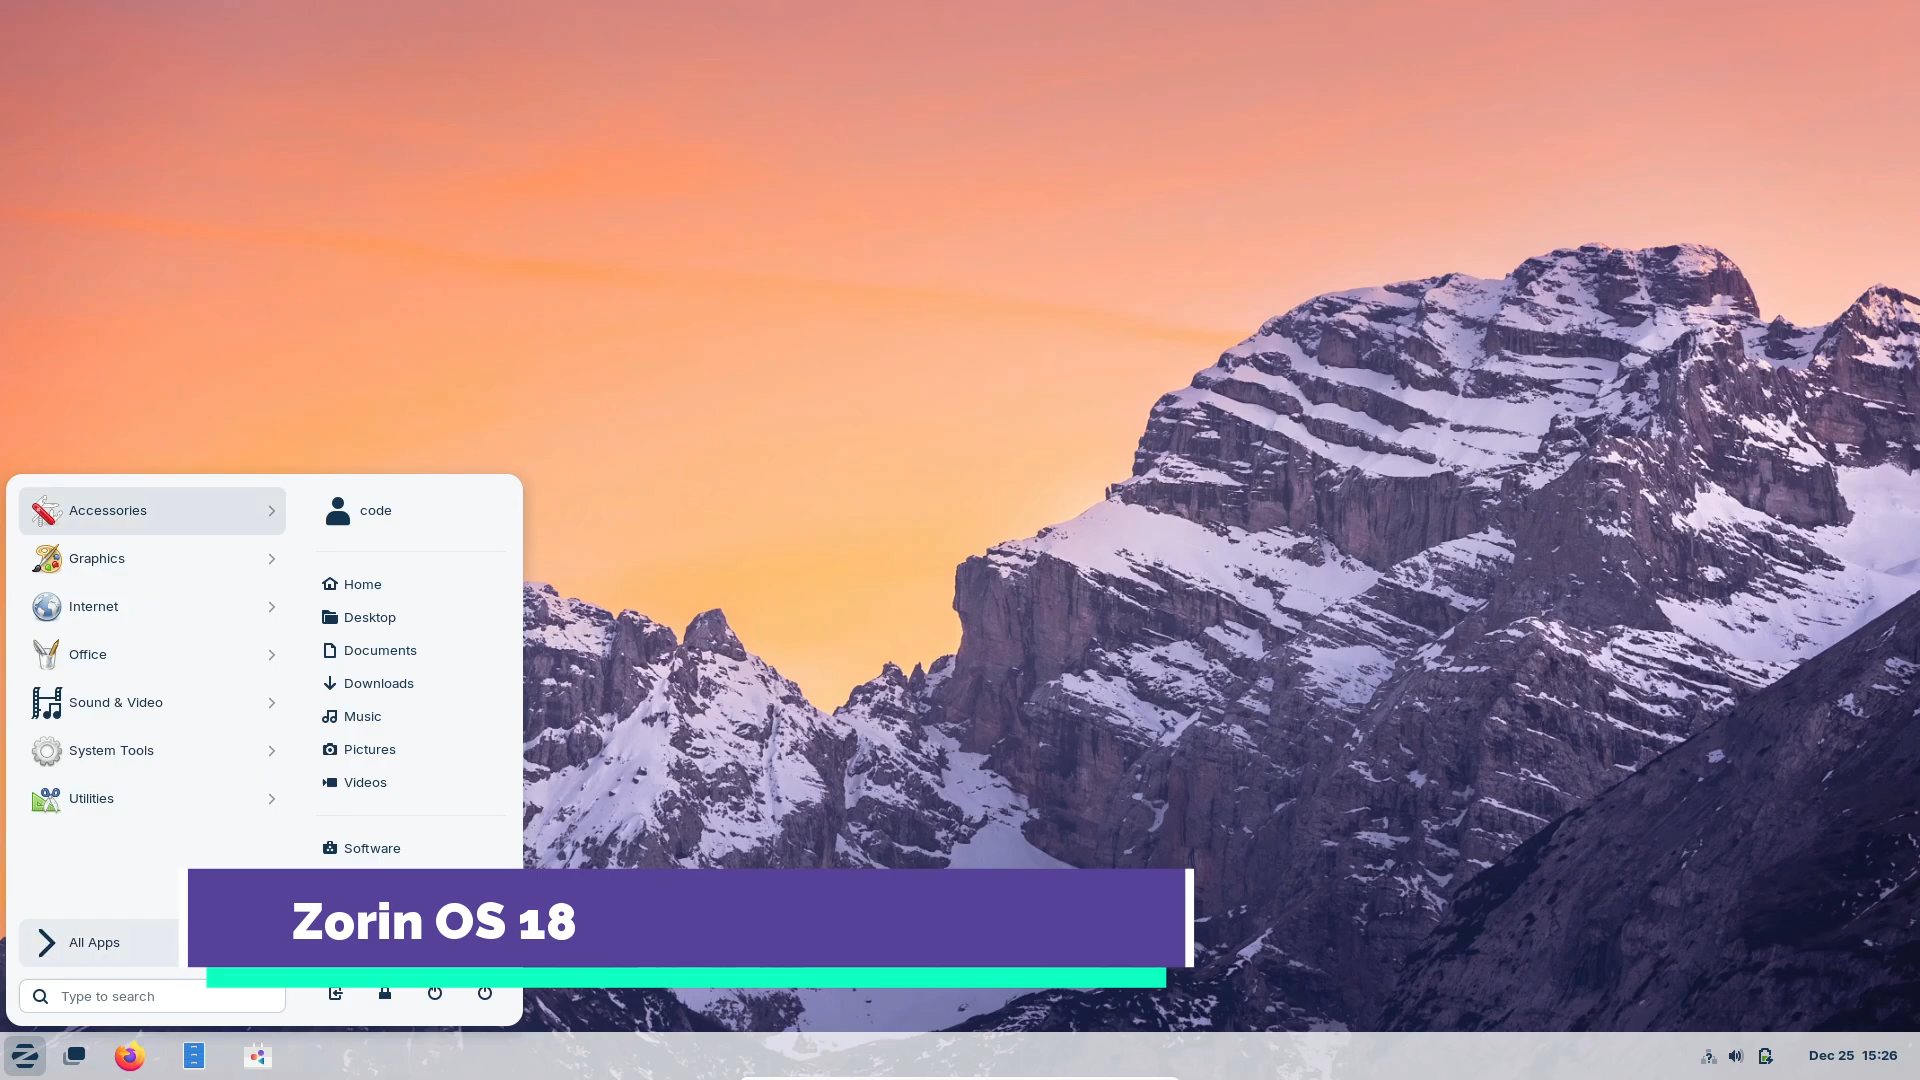 Accessories
Graphics
Internet
Office
Sound & Video
System Tools
Utilities
All Apps
Type to search
code
Home
Desktop
Documents
Downloads
Music
Pictures
Videos
Software
Zorin OS 18
Dec 25 15:26